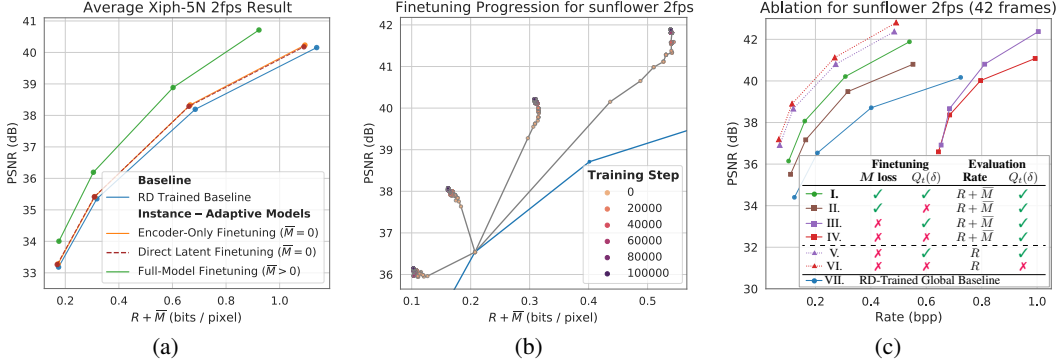 Average Xiph-5N 2fps Result
41
40
39
38
37
36
35
34
33
PSNR (dB)
0.2
0.4
0.6
0.8
1.0
R + M̅ (bits / pixel)
Baseline
RD Trained Baseline
Instance − Adaptive Models
Encoder-Only Finetuning (M̅ = 0)
Direct Latent Finetuning (M̅ = 0)
Full-Model Finetuning (M̅ > 0)
(a)
Finetuning Progression for sunflower 2fps
42
41
40
39
38
37
36
PSNR (dB)
0.1
0.2
0.3
0.4
0.5
R + M̅ (bits / pixel)
Training Step
0
20000
40000
60000
80000
100000
(b)
Ablation for sunflower 2fps (42 frames)
42
40
38
36
34
32
30
PSNR (dB)
0.2
0.4
0.6
0.8
1.0
Rate (bpp)
Finetuning Evaluation
M loss Qt(δ) Rate Qt(δ)
I. ✓ ✓ R + M̅ ✓
II. ✓ ✗ R + M̅ ✓
III. ✗ ✓ R + M̅ ✓
IV. ✗ ✗ R + M̅ ✓
V. ✗ ✓ R ✓
VI. ✗ ✗ R ✗
VII. RD-Trained Global Baseline
(c)